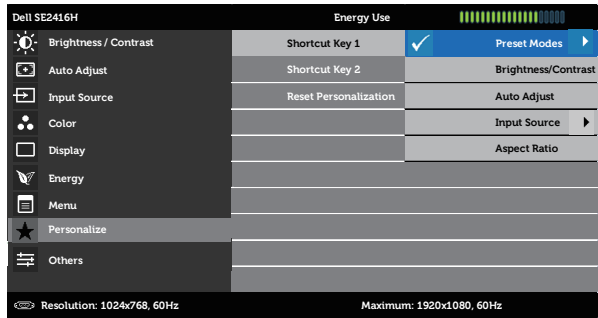 Dell SE2416H Energy Use
Brightness / Contrast Shortcut Key 1 Preset Modes
Auto Adjust Shortcut Key 2 Brightness/Contrast
Input Source Reset Personalization Auto Adjust
Color Input Source
Display Aspect Ratio
Energy
Menu
Personalize
Others
Resolution: 1024x768, 60Hz Maximum: 1920x1080, 60Hz